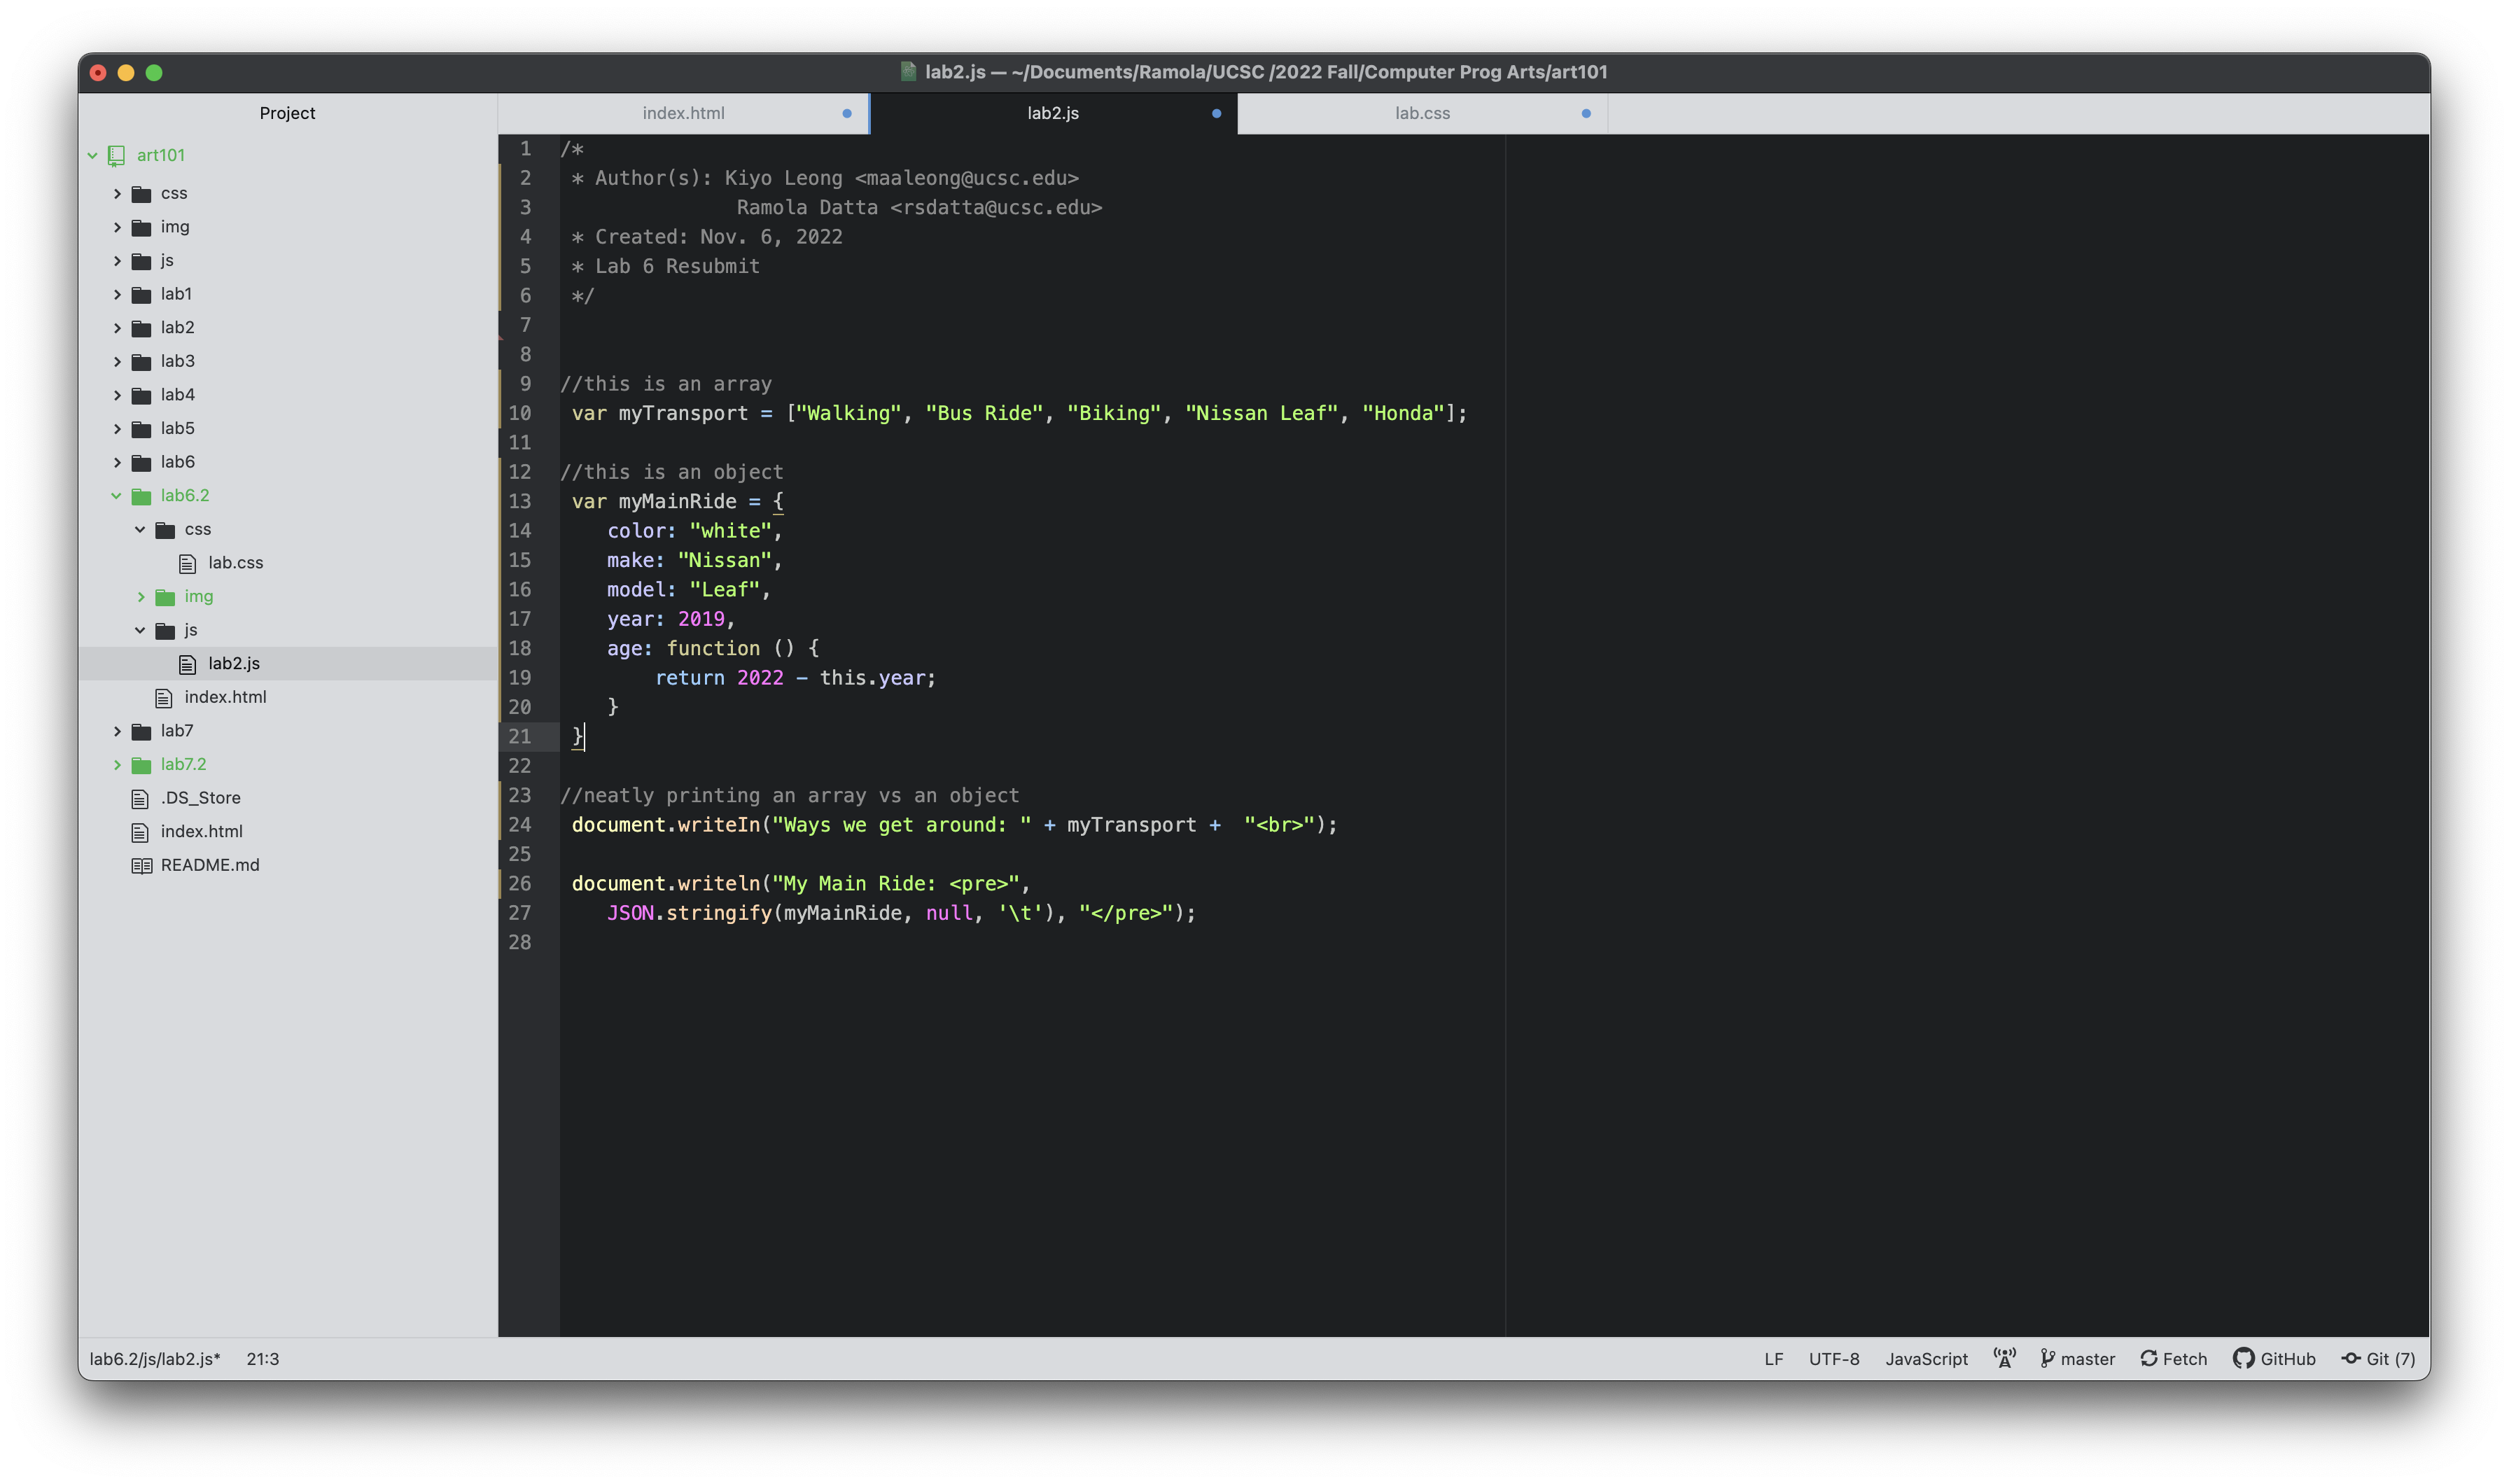 lab2.js — ~/Documents/Ramola/UCSC /2022 Fall/Computer Prog Arts/art101
Project
index.html
lab2.js
lab.css
art101
css
img
js
lab1
lab2
lab3
lab4
lab5
lab6
lab6.2
css
lab.css
img
js
lab2.js
index.html
lab7
lab7.2
.DS_Store
index.html
README.md
1 /*
2 * Author(s): Kiyo Leong <maaleong@ucsc.edu>
3 Ramola Datta <rsdatta@ucsc.edu>
4 * Created: Nov. 6, 2022
5 * Lab 6 Resubmit
6 */
7
8
9 //this is an array
10 var myTransport = ["Walking", "Bus Ride", "Biking", "Nissan Leaf", "Honda"];
11
12 //this is an object
13 var myMainRide = {
14 color: "white",
15 make: "Nissan",
16 model: "Leaf",
17 year: 2019,
18 age: function () {
19 return 2022 - this.year;
20 }
21 }
22
23 //neatly printing an array vs an object
24 document.writeIn("Ways we get around: " + myTransport +  "<br>");
25
26 document.writeln("My Main Ride: <pre>",
27 JSON.stringify(myMainRide, null, '\t'), "</pre>");
28
lab6.2/js/lab2.js* 21:3
LF UTF-8 JavaScript master Fetch GitHub Git (7)